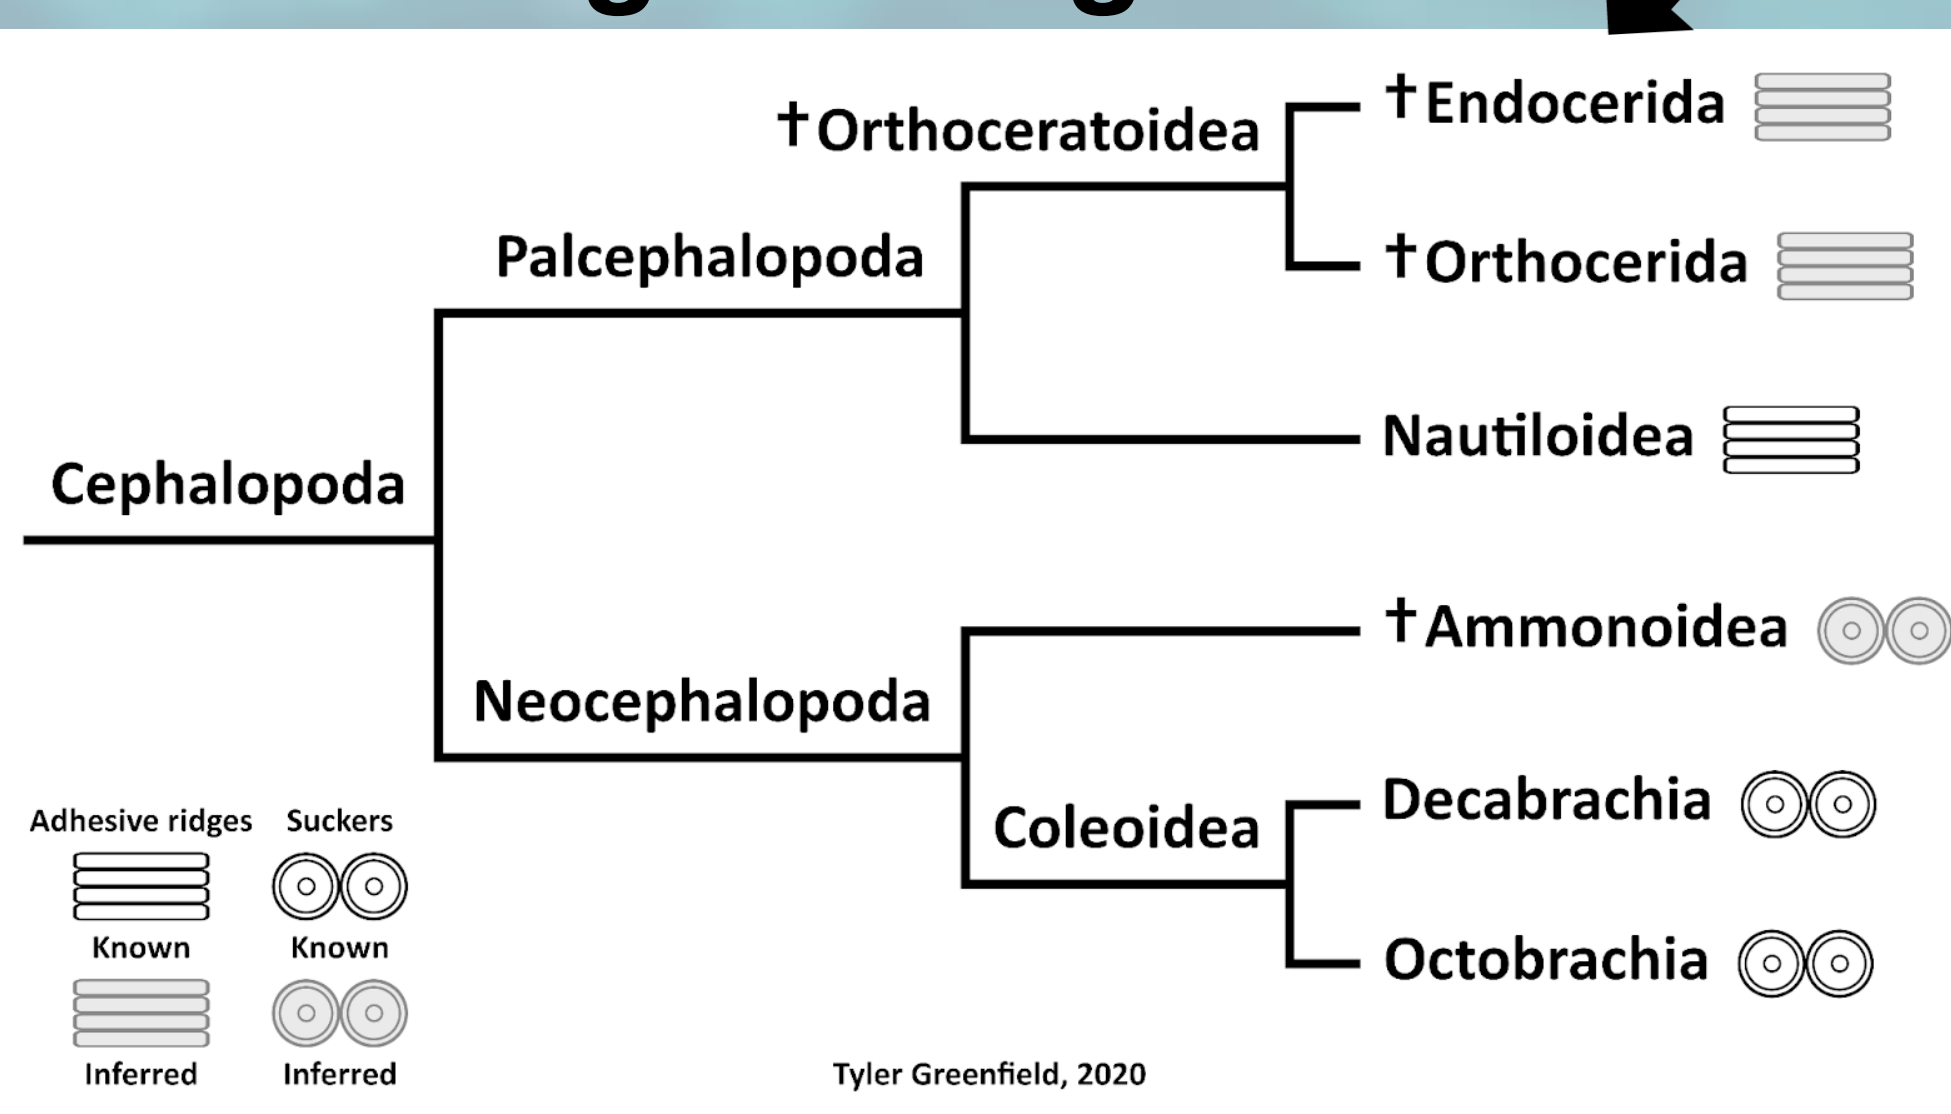 †Endocerida
†Orthoceratoidea
†Orthocerida
Palcephalopoda
Nautiloidea
Cephalopoda
†Ammonoidea
Neocephalopoda
Decabrachia
Coleoidea
Octobrachia
Adhesive ridges Suckers
Known Known
Inferred Inferred
Tyler Greenfield, 2020